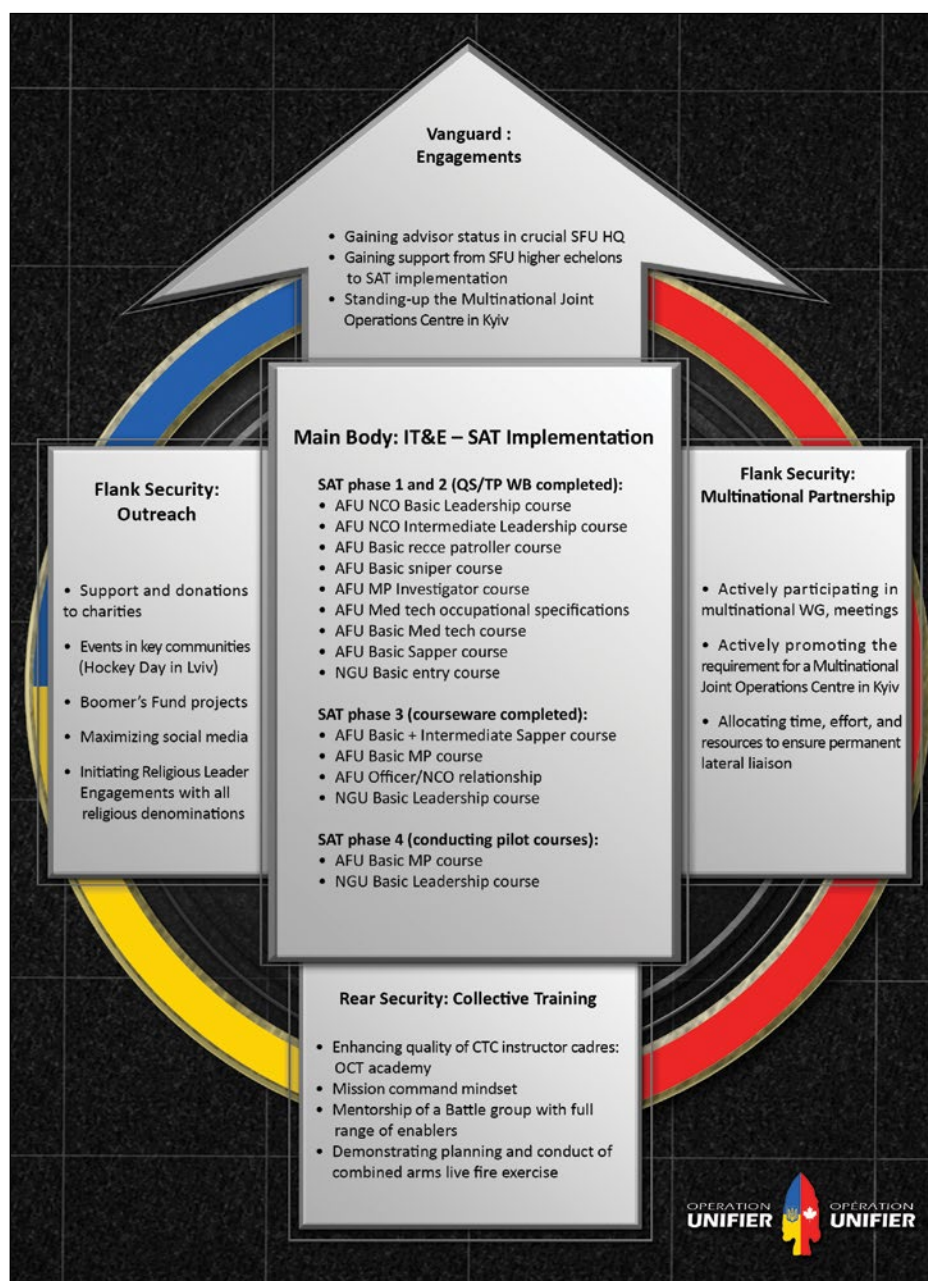 Vanguard :
Engagements
• Gaining advisor status in crucial SFU HQ
• Gaining support from SFU higher echelons
to SAT implementation
• Standing-up the Multinational Joint
Operations Centre in Kyiv
Flank Security:
Outreach
• Support and donations
to charities
• Events in key communities
(Hockey Day in Lviv)
• Boomer's Fund projects
• Maximizing social media
• Initiating Religious Leader
Engagements with all
religious denominations
Main Body: IT&E – SAT Implementation
SAT phase 1 and 2 (QS/TP WB completed):
• AFU NCO Basic Leadership course
• AFU NCO Intermediate Leadership course
• AFU Basic recce patroller course
• AFU Basic sniper course
• AFU MP Investigator course
• AFU Med tech occupational specifications
• AFU Basic Med tech course
• AFU Basic Sapper course
• NGU Basic entry course
SAT phase 3 (courseware completed):
• AFU Basic + Intermediate Sapper course
• AFU Basic MP course
• AFU Officer/NCO relationship
• NGU Basic Leadership course
SAT phase 4 (conducting pilot courses):
• AFU Basic MP course
• NGU Basic Leadership course
Flank Security:
Multinational Partnership
• Actively participating in
multinational WG, meetings
• Actively promoting the
requirement for a Multinational
Joint Operations Centre in Kyiv
• Allocating time, effort, and
resources to ensure permanent
lateral liaison
Rear Security: Collective Training
• Enhancing quality of CTC instructor cadres:
OCT academy
• Mission command mindset
• Mentorship of a Battle group with full
range of enablers
• Demonstrating planning and conduct of
combined arms live fire exercise
OPERATION
UNIFIER
OPÉRATION
UNIFIER